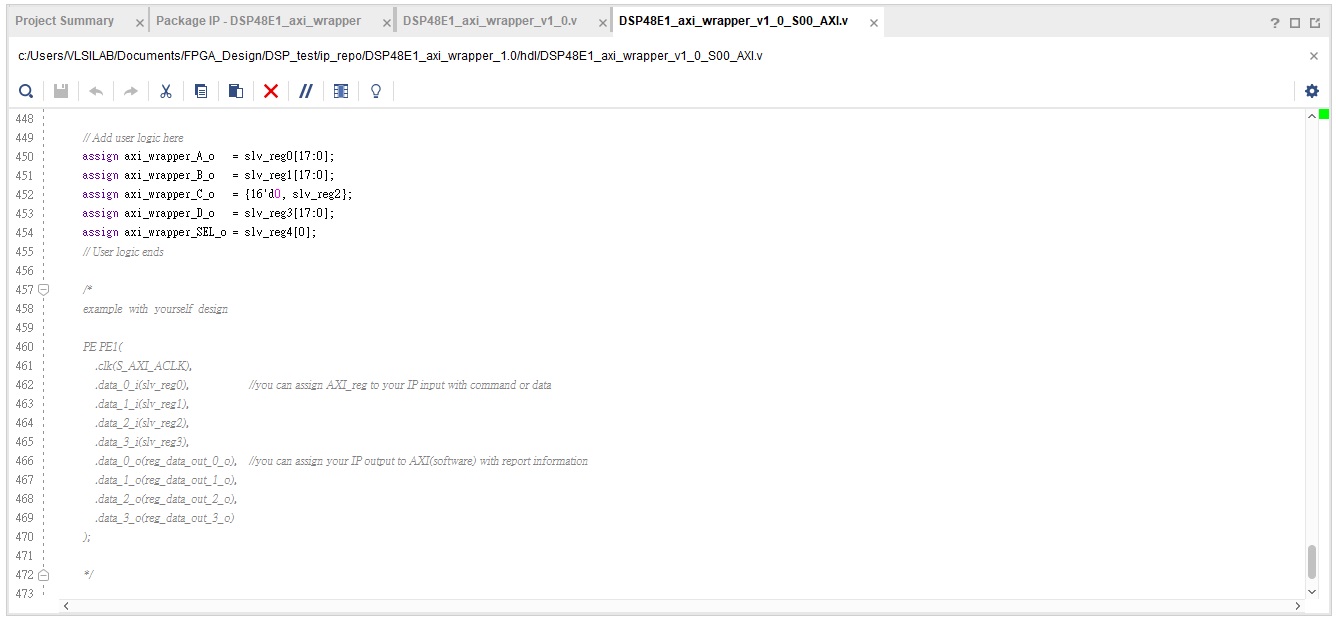 Project Summary × Package IP - DSP48E1_axi_wrapper × DSP48E1_axi_wrapper_v1_0.v × DSP48E1_axi_wrapper_v1_0_S00_AXI.v × ?
c:/Users/VLSILAB/Documents/FPGA_Design/DSP_test/ip_repo/DSP48E1_axi_wrapper_1.0/hdl/DSP48E1_axi_wrapper_v1_0_S00_AXI.v ×
448
449 // Add user logic here
450 assign axi_wrapper_A_o = slv_reg0[17:0];
451 assign axi_wrapper_B_o = slv_reg1[17:0];
452 assign axi_wrapper_C_o = {16'd0, slv_reg2};
453 assign axi_wrapper_D_o = slv_reg3[17:0];
454 assign axi_wrapper_SEL_o = slv_reg4[0];
455 // User logic ends
456
457 /*
458 example with yourself design
459
460 PE PE1(
461 .clk(S_AXI_ACLK),
462 .data_0_i(slv_reg0), //you can assign AXI_reg to your IP input with command or data
463 .data_1_i(slv_reg1),
464 .data_2_i(slv_reg2),
465 .data_3_i(slv_reg3),
466 .data_0_o(reg_data_out_0_o), //you can assign your IP output to AXI(software) with report information
467 .data_1_o(reg_data_out_1_o),
468 .data_2_o(reg_data_out_2_o),
469 .data_3_o(reg_data_out_3_o)
470 );
471
472 */
473